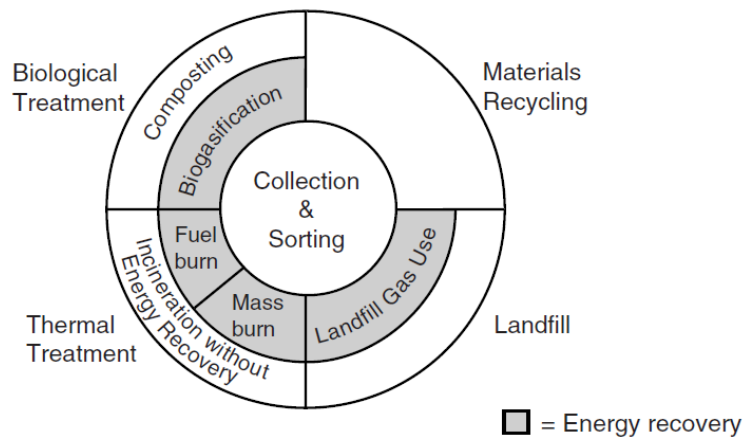 Biological
Treatment
Composting
Biogasification
Materials
Recycling
Collection
&
Sorting
Fuel
burn
Mass
burn
Incineration without
Energy Recovery
Landfill Gas Use
Thermal
Treatment
Landfill
= Energy recovery